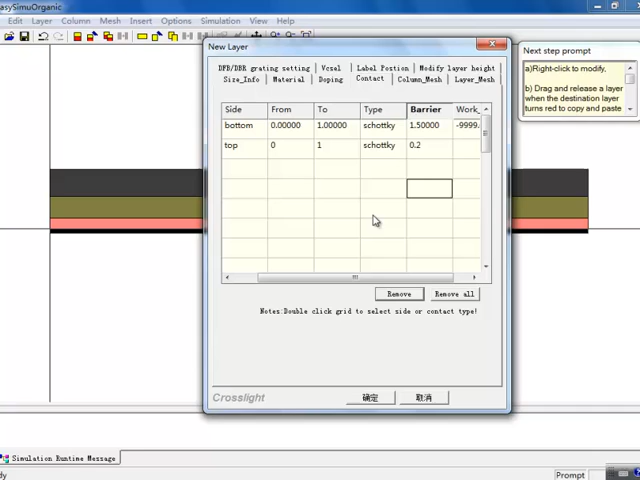 asySimuOrganic
Edit Layer Column Mesh Insert Options Simulation View Help
New Layer
DFB/DBR grating setting Vcsel Label Postion Modify layer height
Size_Info Material Doping Contact Column_Mesh Layer_Mesh
Side From To Type Barrier Work_
bottom 0.00000 1.00000 schottky 1.50000 -9999.
top 0 1 schottky 0.2
Remove Remove all
Notes:Double click grid to select side or contact type!
Crosslight 确定 取消
Next step prompt
a)Right-click to modify,
b) Drag and release a layer
when the destination layer
turns red to copy and paste
Simulation Runtime Message
dy Prompt